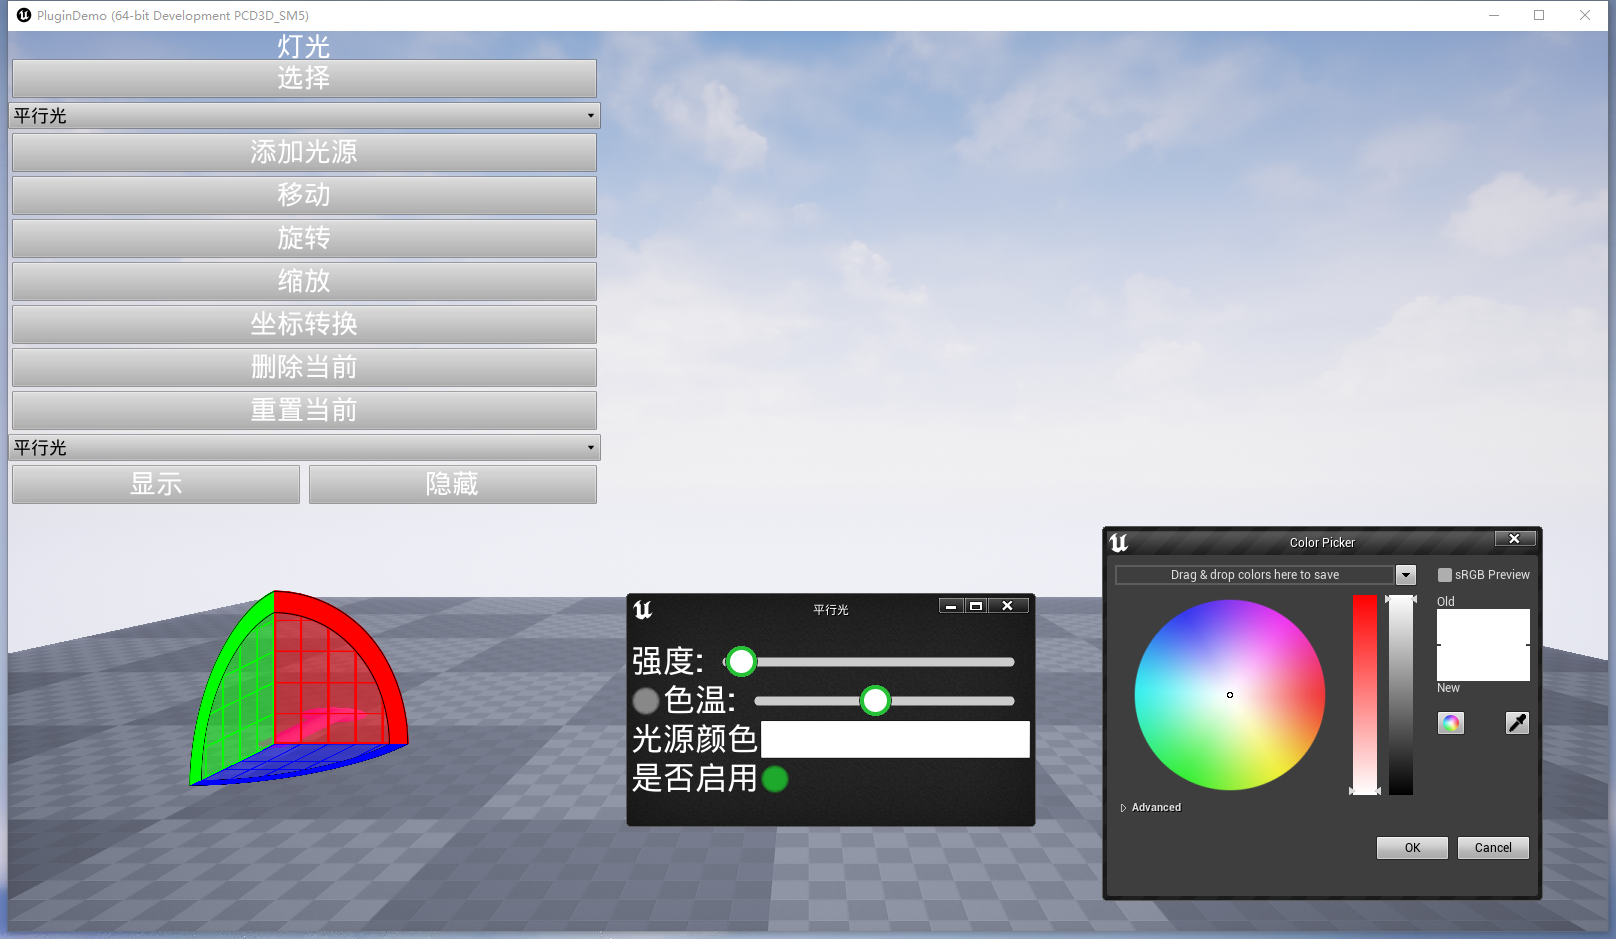 PluginDemo (64-bit Development PCD3D_SM5)
灯光
选择
平行光
添加光源
移动
旋转
缩放
坐标转换
删除当前
重置当前
平行光
显示 隐藏
平行光
强度:
色温:
光源颜色
是否启用
Color Picker
Drag & drop colors here to save
sRGB Preview
Old
New
Advanced
OK Cancel